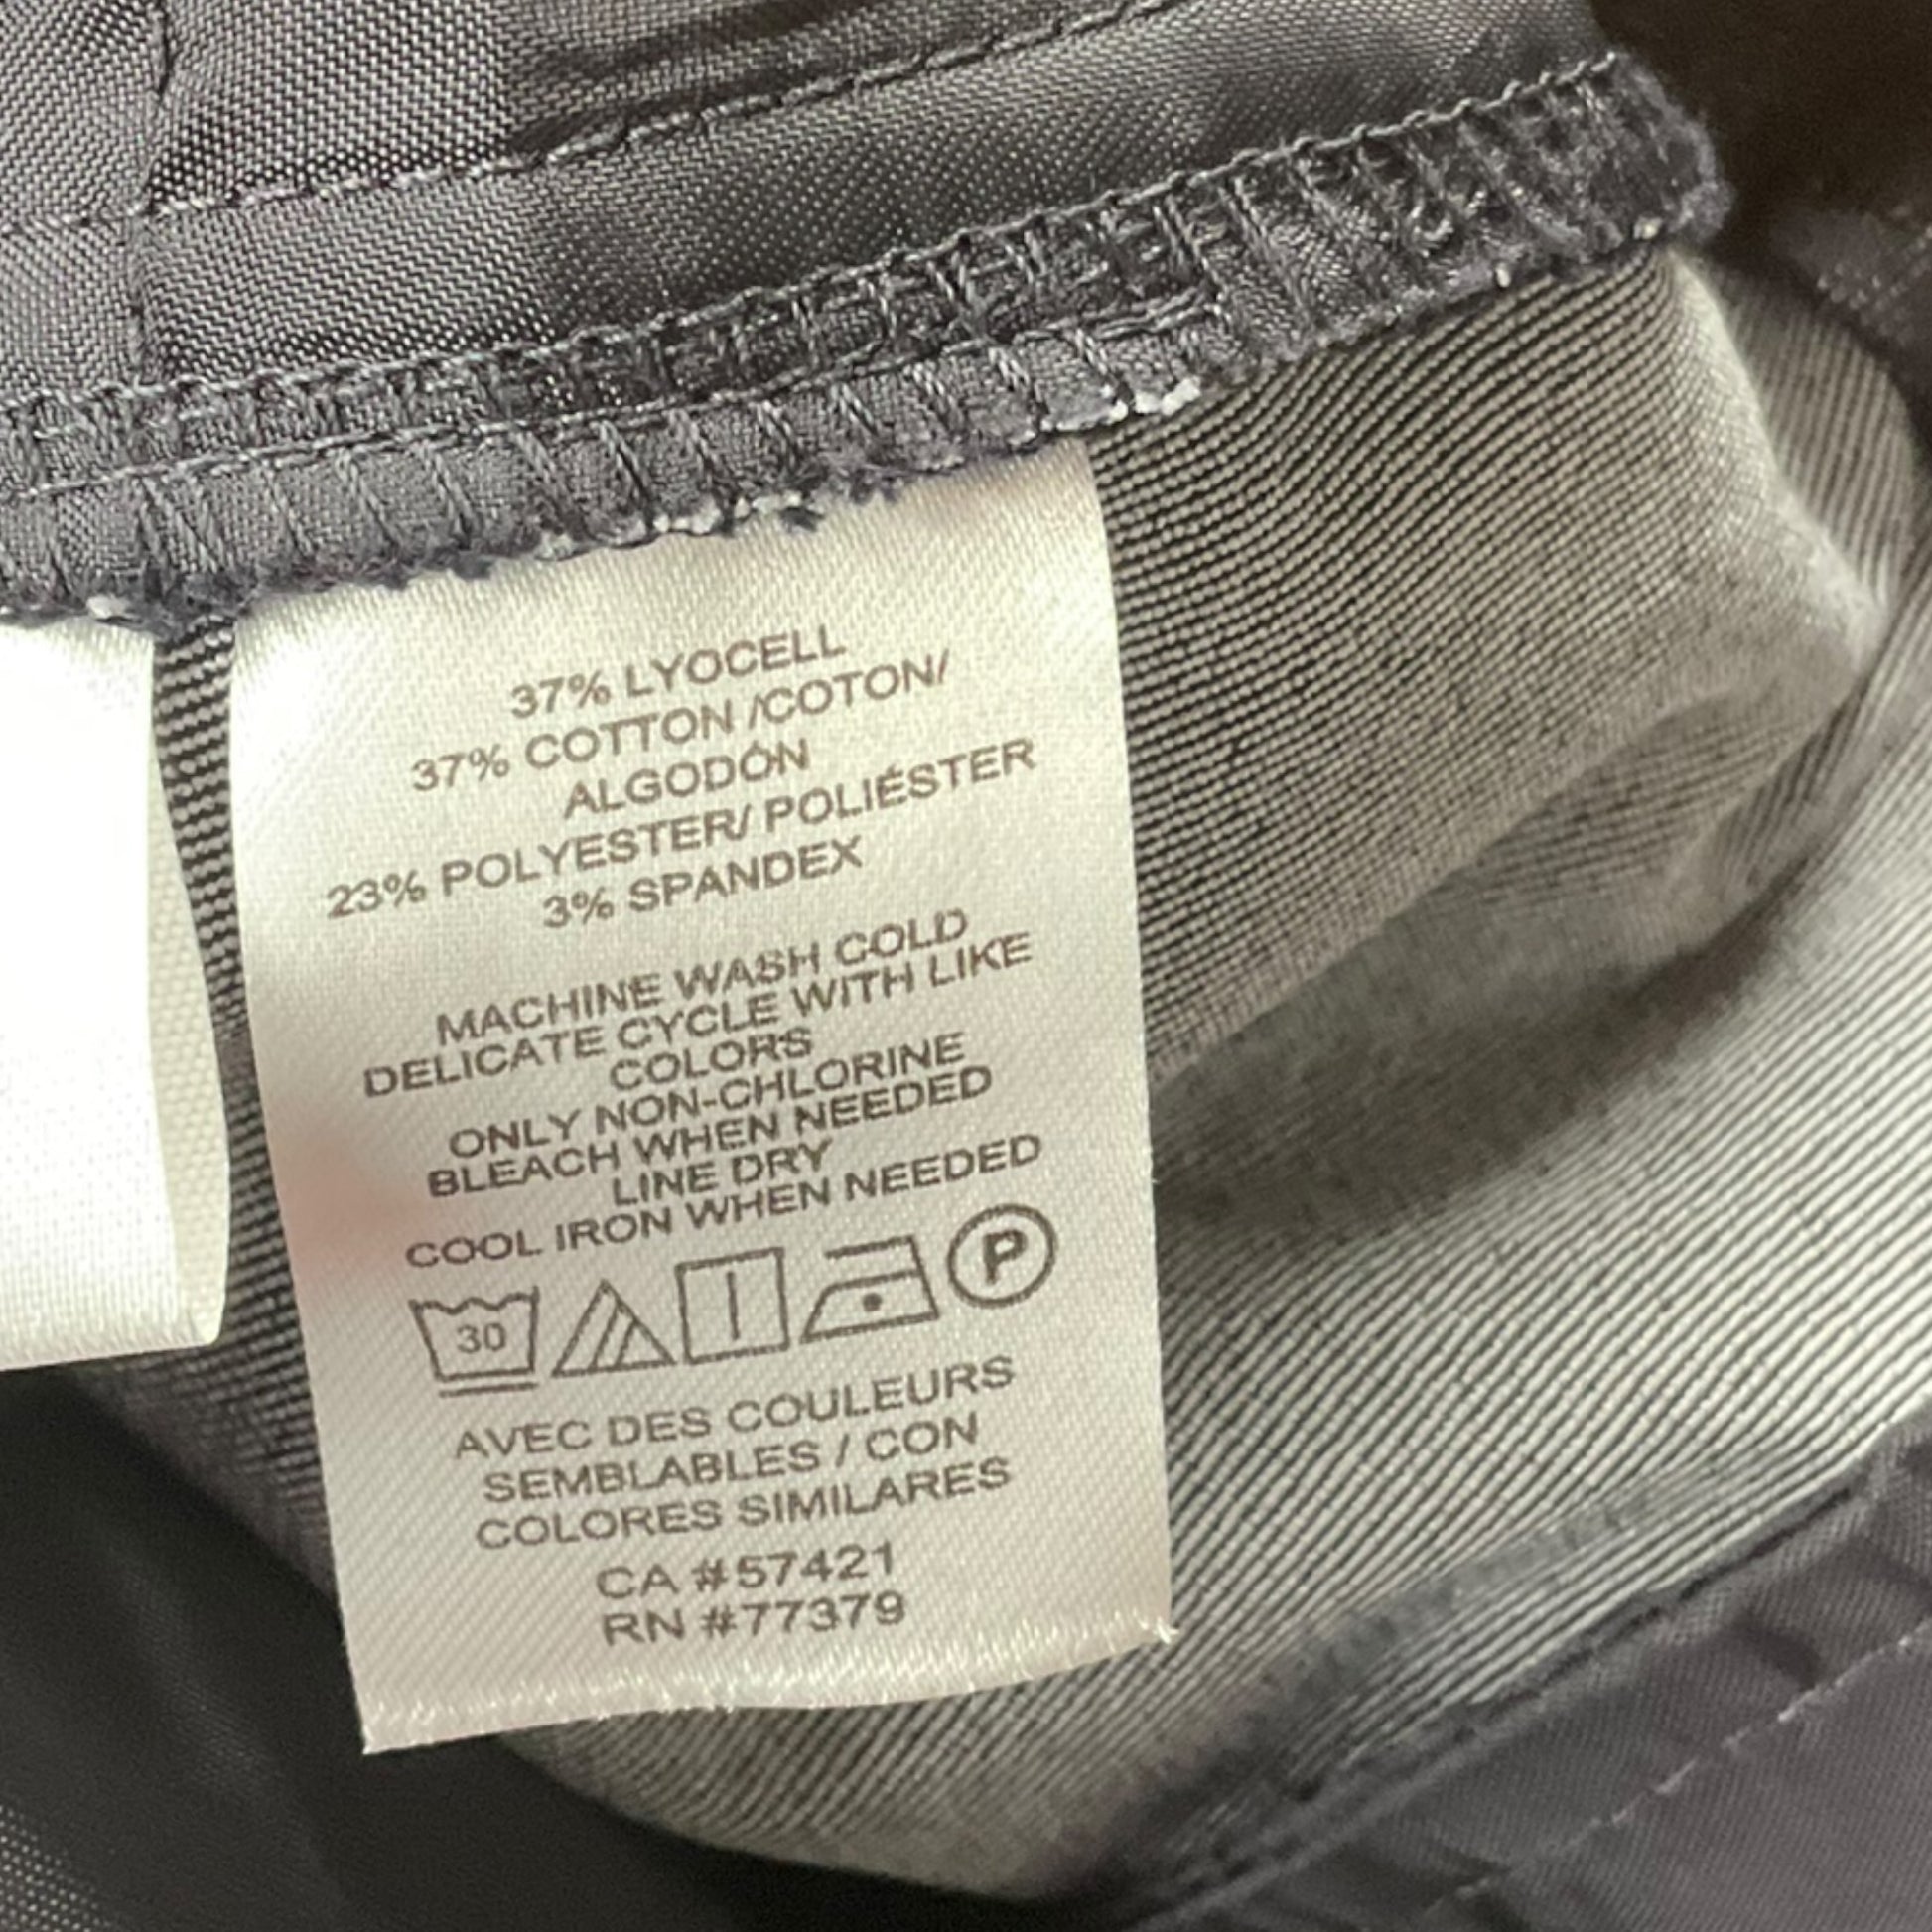 37% LYOCELL
37% COTTON /COTON/
ALGODÓN
23% POLYESTER/ POLIÉSTER
3% SPANDEX
MACHINE WASH COLD
DELICATE CYCLE WITH LIKE
COLORS
ONLY NON-CHLORINE
BLEACH WHEN NEEDED
LINE DRY
COOL IRON WHEN NEEDED
30 P
AVEC DES COULEURS
SEMBLABLES / CON
COLORES SIMILARES
CA #57421
RN #77379